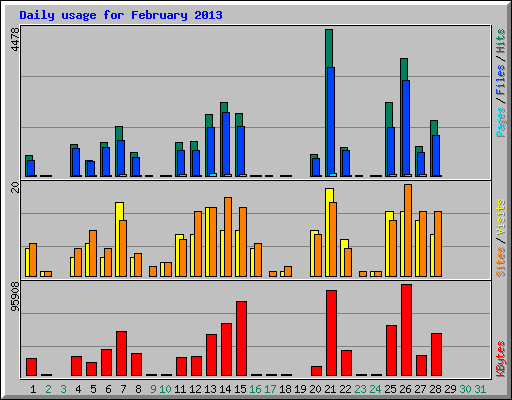 Daily usage for February 2013
4478
Pages/Files/Hits
20
Sites/Visits
95908
KBytes
1 2 3 4 5 6 7 8 9 10 11 12 13 14 15 16 17 18 19 20 21 22 23 24 25 26 27 28 29 30 31